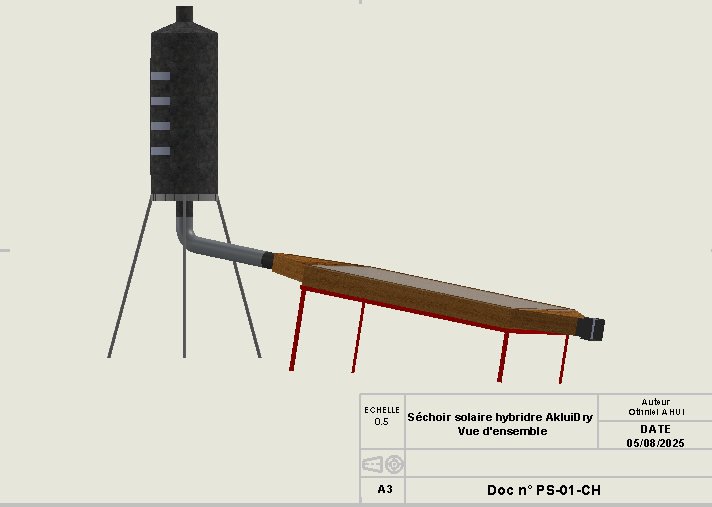 ECHELLE
0.5
Séchoir solaire hybridre AkluiDry
Vue d'ensemble
Auteur
Othniel AHUI
DATE
05/08/2025
A3
Doc n° PS-01-CH